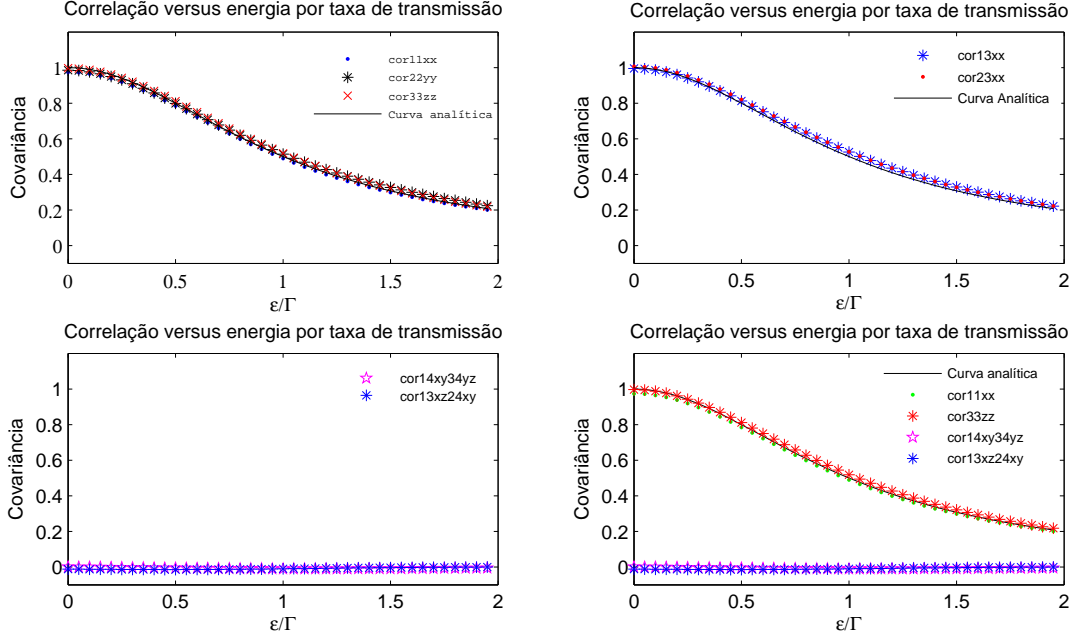 Correlação versus energia por taxa de transmissão
1
0.8
0.6
0.4
0.2
0
Covariância
cor11xx
cor22yy
cor33zz
Curva analítica
0
0.5
1
1.5
2
ε/Γ
Correlação versus energia por taxa de transmissão
1
0.8
0.6
0.4
0.2
0
Covariância
cor13xx
cor23xx
Curva Analítica
0
0.5
1
1.5
2
ε/Γ
Correlação versus energia por taxa de transmissão
1
0.8
0.6
0.4
0.2
0
Covariância
cor14xy34yz
cor13xz24xy
0
0.5
1
1.5
2
ε/Γ
Correlação versus energia por taxa de transmissão
1
0.8
0.6
0.4
0.2
0
Covariância
Curva analítica
cor11xx
cor33zz
cor14xy34yz
cor13xz24xy
0
0.5
1
1.5
2
ε/Γ